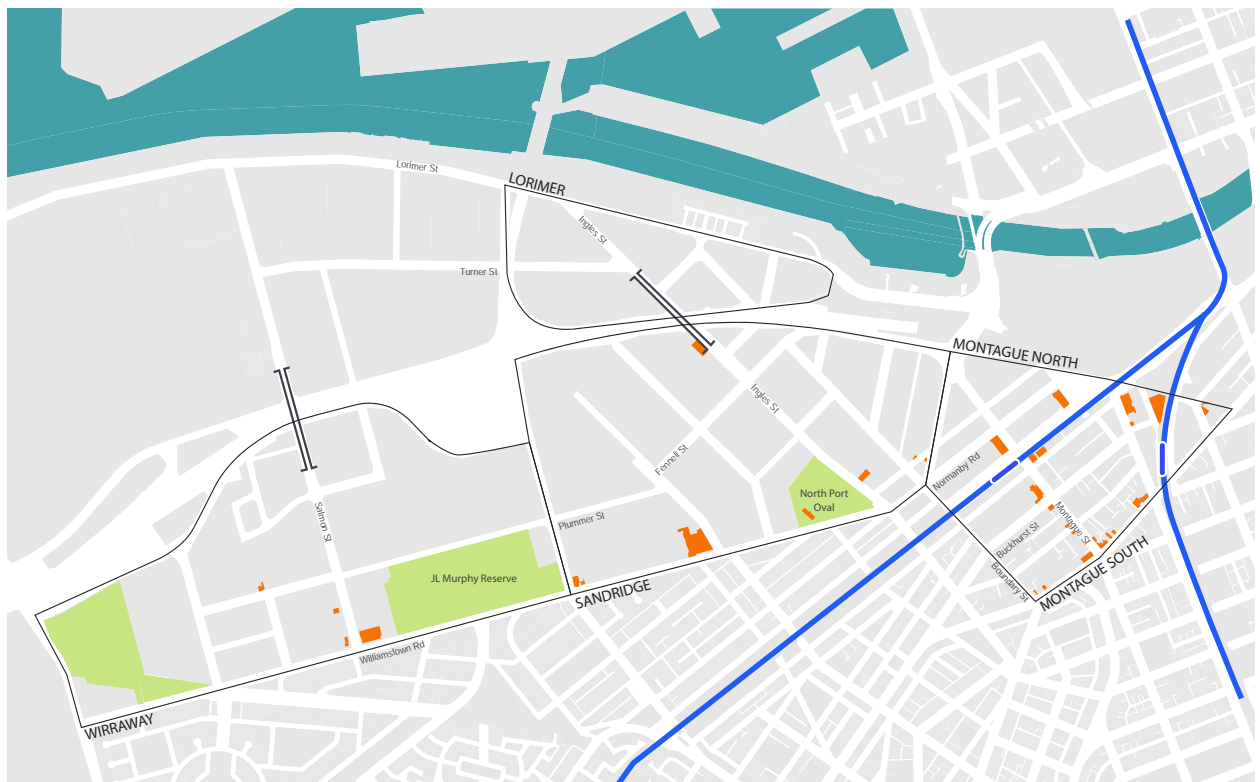 Lorimer St
LORIMER
Ingles St
Turner St
MONTAGUE NORTH
Ingles St
Fennell St
Normanby Rd
North Port
Oval
Salmon St
Plummer St
Montague St
Buckhurst St
Boundary St
JL Murphy Reserve
SANDRIDGE
MONTAGUE SOUTH
Williamstown Rd
WIRRAWAY